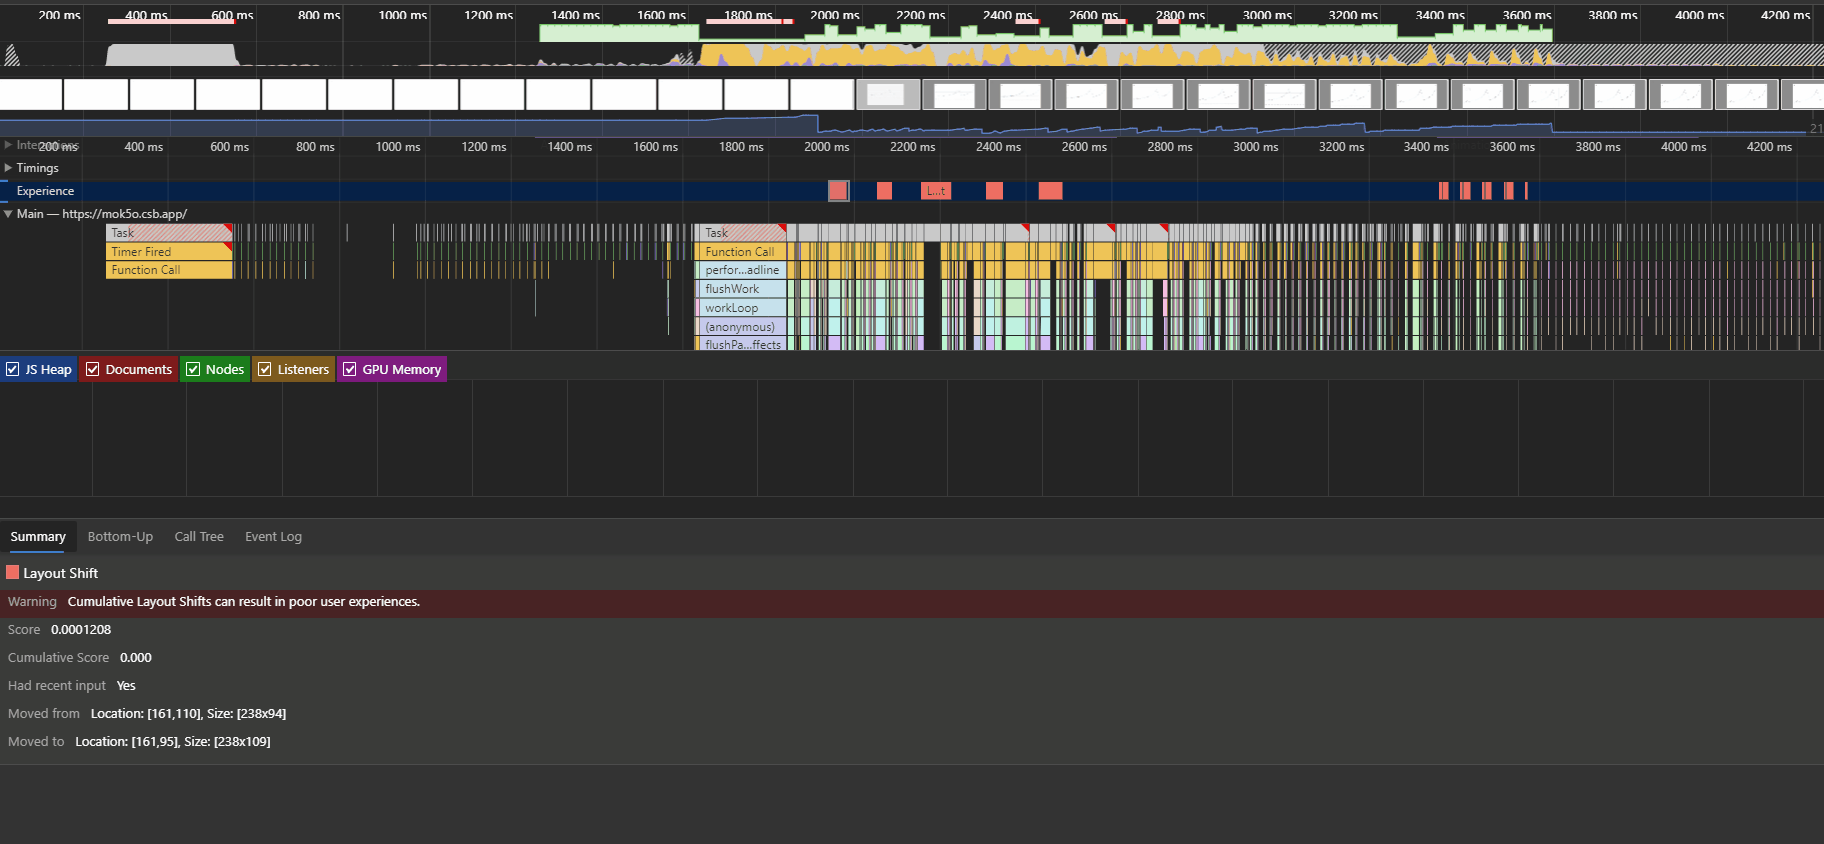 200 ms 400 ms 600 ms 800 ms 1000 ms 1200 ms 1400 ms 1600 ms 1800 ms 2000 ms 2200 ms 2400 ms 2600 ms 2800 ms 3000 ms 3200 ms 3400 ms 3600 ms 3800 ms 4000 ms 4200 ms
21
Interactions 200 ms 400 ms 600 ms 800 ms 1000 ms 1200 ms 1400 ms 1600 ms 1800 ms 2000 ms 2200 ms 2400 ms 2600 ms 2800 ms 3000 ms 3200 ms 3400 ms 3600 ms 3800 ms 4000 ms 4200 ms
Timings
Experience L...t
Main — https://mok5o.csb.app/
Task Task
Timer Fired Function Call
Function Call perfor...adline
flushWork
workLoop
(anonymous)
flushPa...ffects
JS Heap Documents Nodes Listeners GPU Memory
Summary Bottom-Up Call Tree Event Log
Layout Shift
Warning Cumulative Layout Shifts can result in poor user experiences.
Score 0.0001208
Cumulative Score 0.000
Had recent input Yes
Moved from Location: [161,110], Size: [238x94]
Moved to Location: [161,95], Size: [238x109]